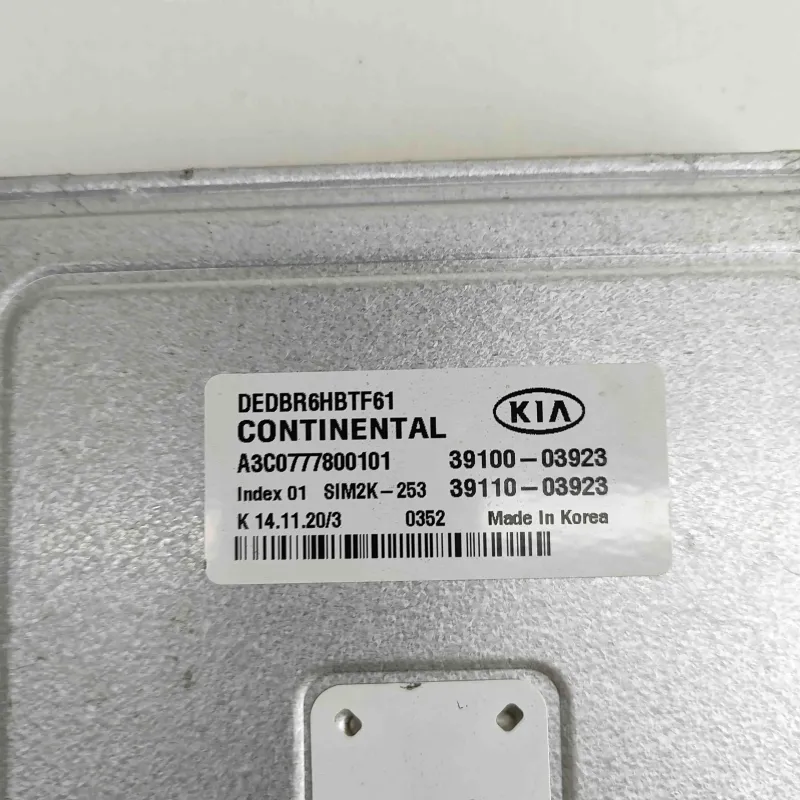 DEDBR6HBTF61
CONTINENTAL KIA
A3C0777800101 39100-03923
Index 01 SIM2K-253 39110-03923
K 14.11.20/3 0352 Made In Korea